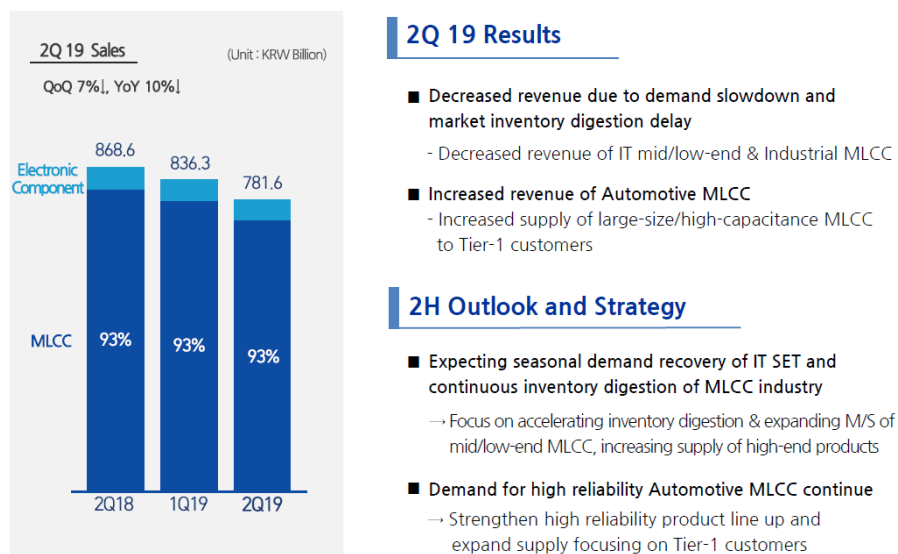 2Q 19 Sales
(Unit : KRW Billion)
QoQ 7%↓, YoY 10%↓
868.6
836.3
781.6
Electronic
Component
MLCC
93%
93%
93%
2Q18
1Q19
2Q19
2Q 19 Results
■ Decreased revenue due to demand slowdown and
market inventory digestion delay
- Decreased revenue of IT mid/low-end & Industrial MLCC
■ Increased revenue of Automotive MLCC
- Increased supply of large-size/high-capacitance MLCC
to Tier-1 customers
2H Outlook and Strategy
■ Expecting seasonal demand recovery of IT SET and
continuous inventory digestion of MLCC industry
→ Focus on accelerating inventory digestion & expanding M/S of
mid/low-end MLCC, increasing supply of high-end products
■ Demand for high reliability Automotive MLCC continue
→ Strengthen high reliability product line up and
expand supply focusing on Tier-1 customers